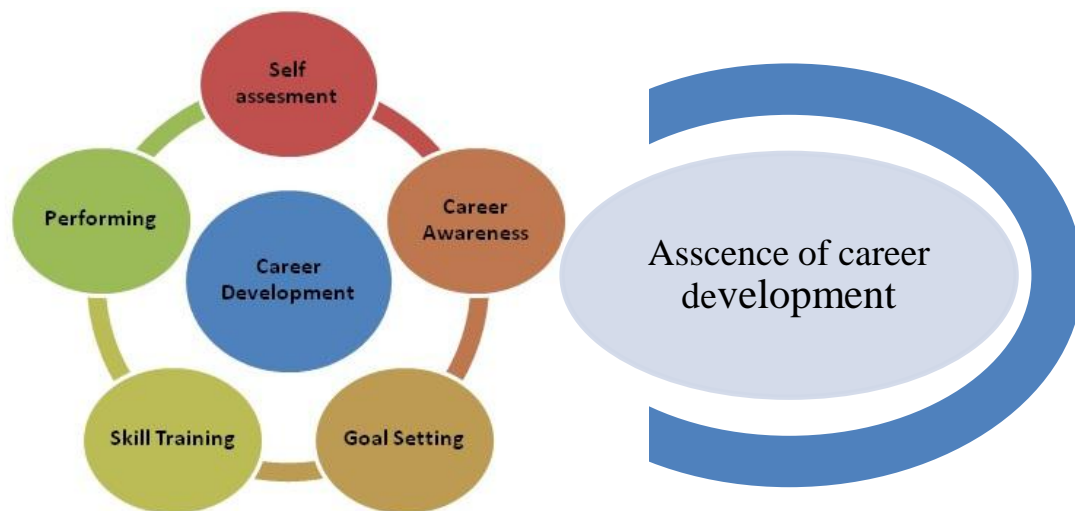 Self
assesment
Career
Awareness
Performing
Career
Development
Skill Training
Goal Setting
Asscence of career
development